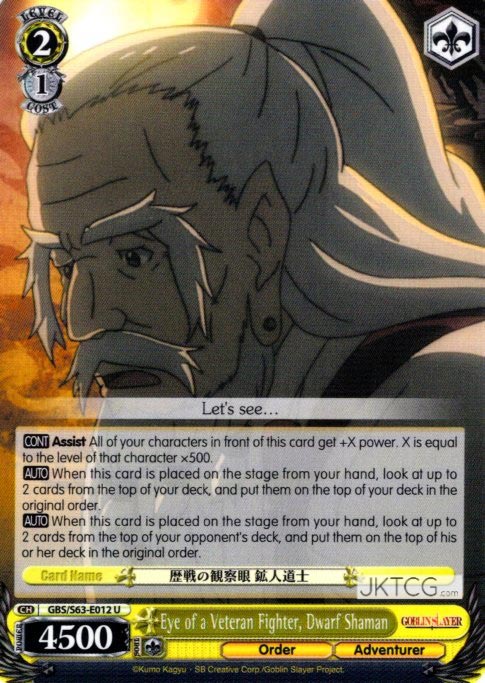 LEVEL
2
1
COST
Let's see...
CONT Assist All of your characters in front of this card get +X power. X is equal
to the level of that character ×500.
AUTO When this card is placed on the stage from your hand, look at up to
2 cards from the top of your deck, and put them on the top of your deck in the
original order.
AUTO When this card is placed on the stage from your hand, look at up to
2 cards from the top of your opponent's deck, and put them on the top of his
or her deck in the original order.
Card Name 歴戦の観察眼 鉱人道士
JKTCG.com
CH GBS/S63-E012 U
POWER 4500 SOUL Eye of a Veteran Fighter, Dwarf Shaman GOBLIN SLAYER
Order Adventurer
©Kumo Kagyu・SB Creative Corp./Goblin Slayer Project.